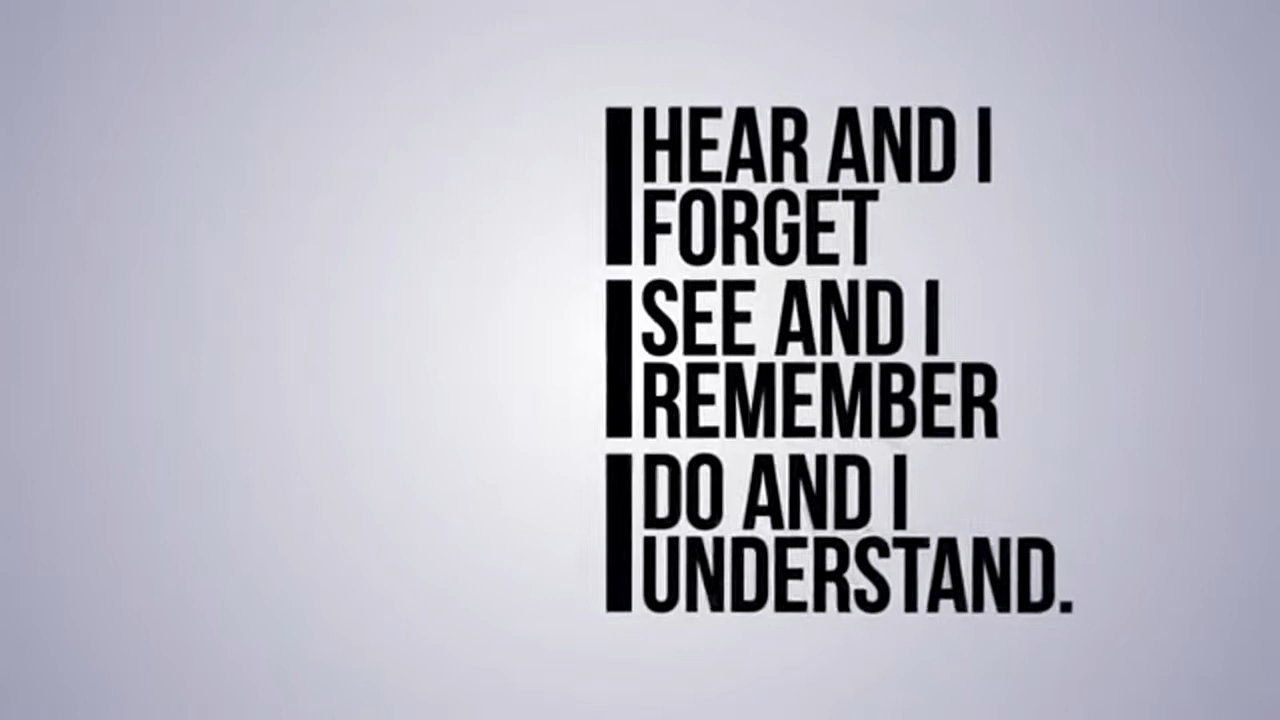 I HEAR AND I
FORGET
I SEE AND I
REMEMBER
I DO AND I
UNDERSTAND.